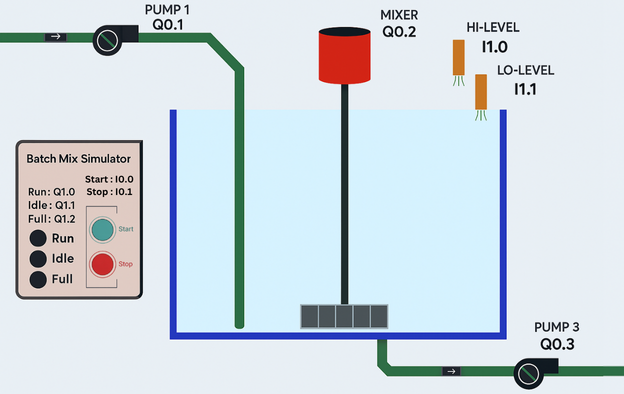 PUMP 1
Q0.1
MIXER
Q0.2
HI-LEVEL
I1.0
LO-LEVEL
I1.1
Batch Mix Simulator
Start : I0.0
Stop : I0.1
Run: Q1.0
Idle: Q1.1
Full: Q1.2
Run
Idle
Full
Start
Stop
PUMP 3
Q0.3